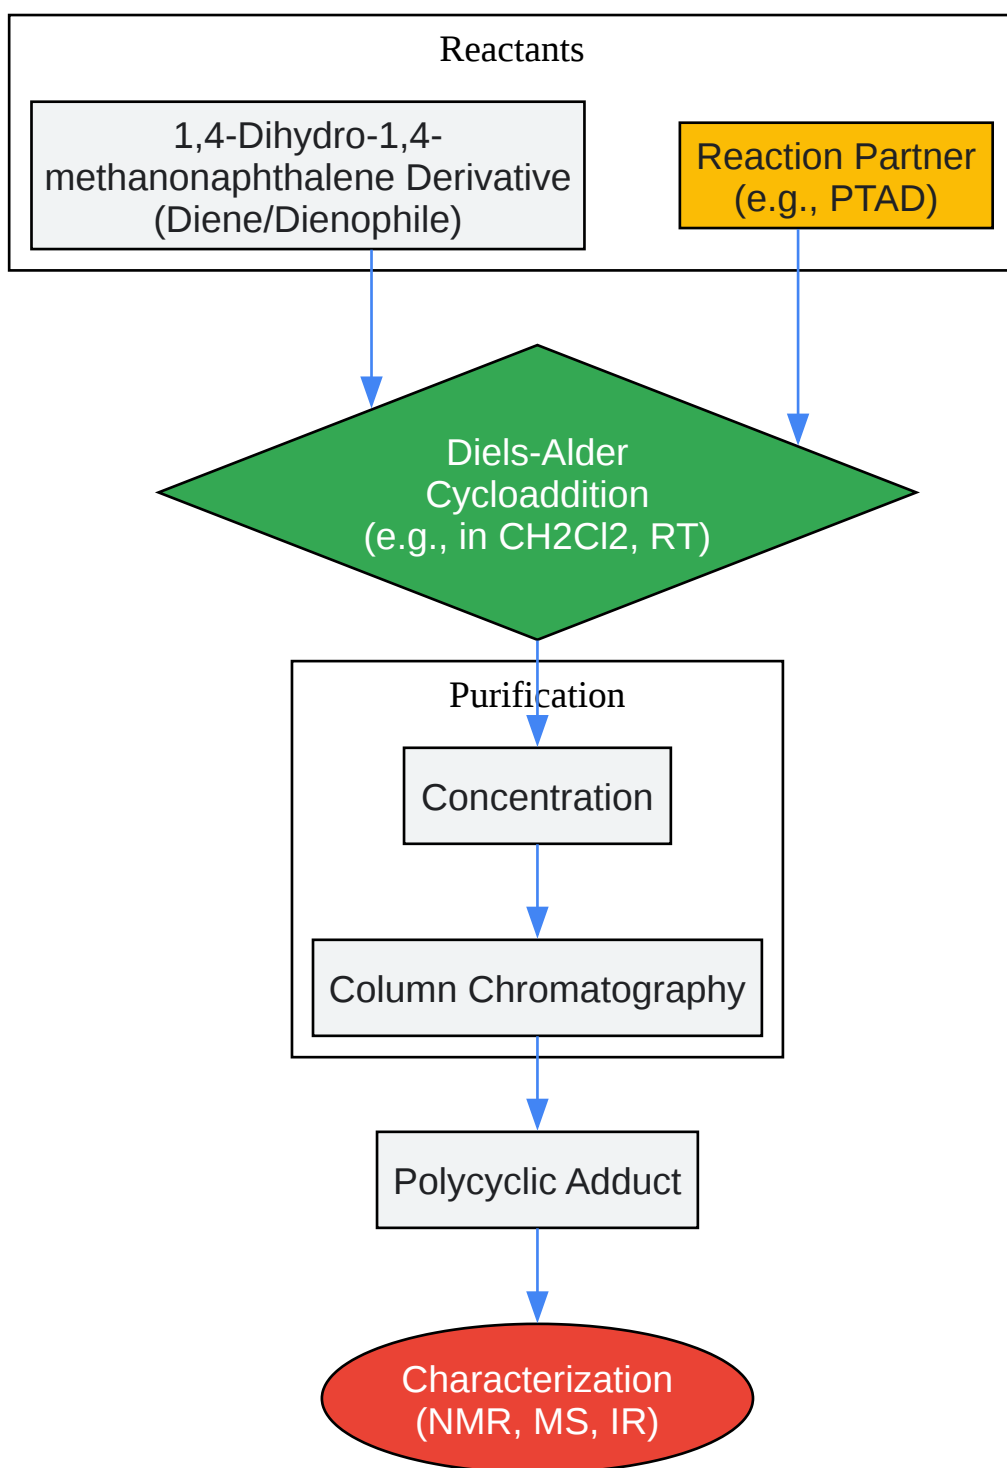 Reactants
1,4-Dihydro-1,4-
methanonaphthalene Derivative
(Diene/Dienophile)
Reaction Partner
(e.g., PTAD)
Diels-Alder
Cycloaddition
(e.g., in CH2Cl2, RT)
Purification
Concentration
Column Chromatography
Polycyclic Adduct
Characterization
(NMR, MS, IR)